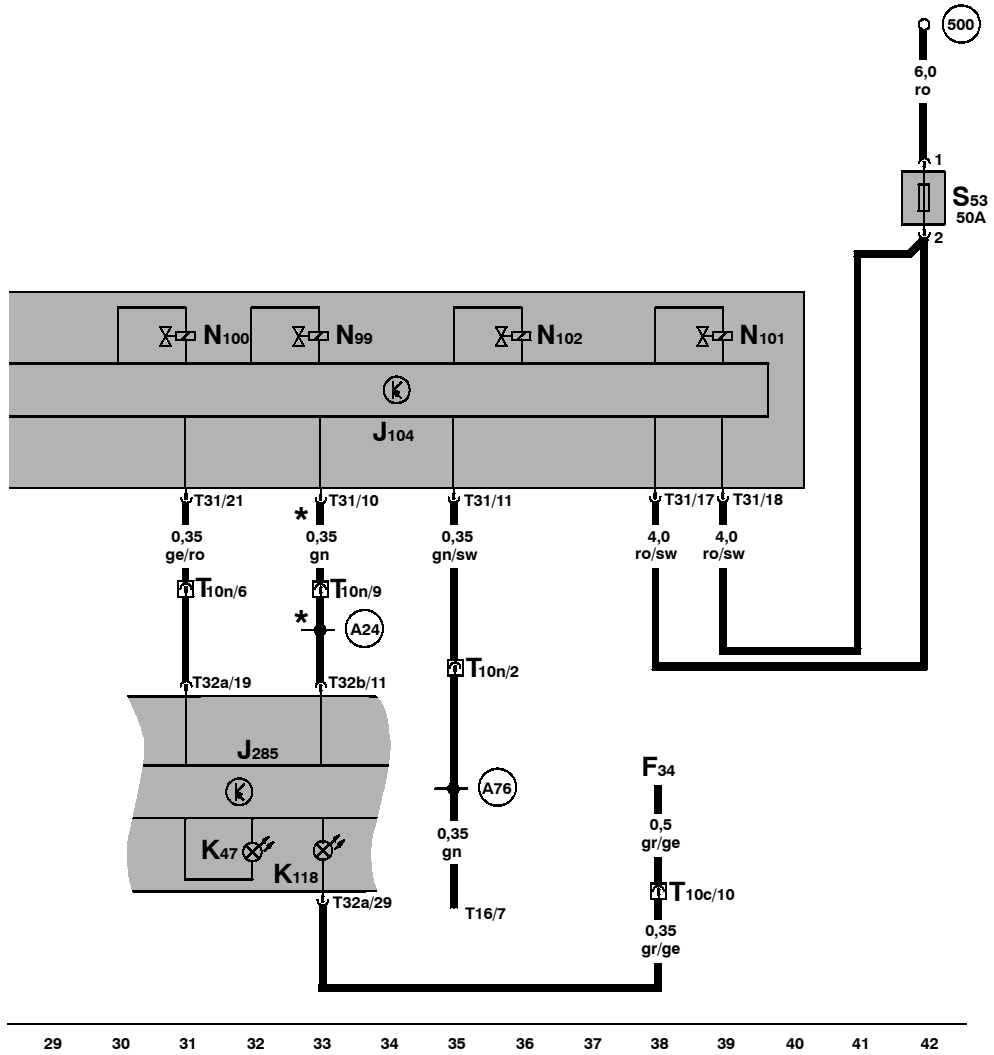 500
6,0
ro
1
S53
50A
2
N100
N99
N102
N101
J104
T31/21
T31/10
T31/11
T31/17
T31/18
*
0,35
ge/ro
0,35
gn
0,35
gn/sw
4,0
ro/sw
4,0
ro/sw
T10n/6
T10n/9
*
A24
T10n/2
T32a/19
T32b/11
J285
F34
A76
0,5
gr/ge
0,35
gn
K47
K118
T10c/10
T32a/29
T16/7
0,35
gr/ge
29 30 31 32 33 34 35 36 37 38 39 40 41 42